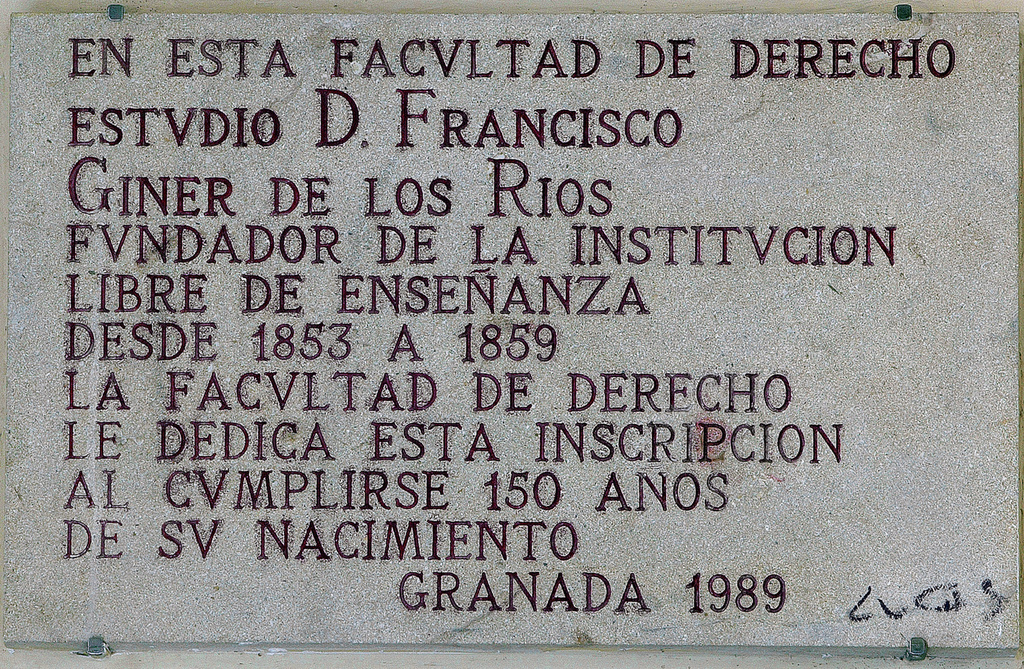 EN ESTA FACVLTAD DE DERECHO
ESTVDIO D. FRANCISCO
GINER DE LOS RIOS
FVNDADOR DE LA INSTITVCION
LIBRE DE ENSEÑANZA
DESDE 1853 A 1859
LA FACVLTAD DE DERECHO
LE DEDICA ESTA INSCRIPCION
AL CVMPLIRSE 150 AÑOS
DE SV NACIMIENTO
GRANADA 1989